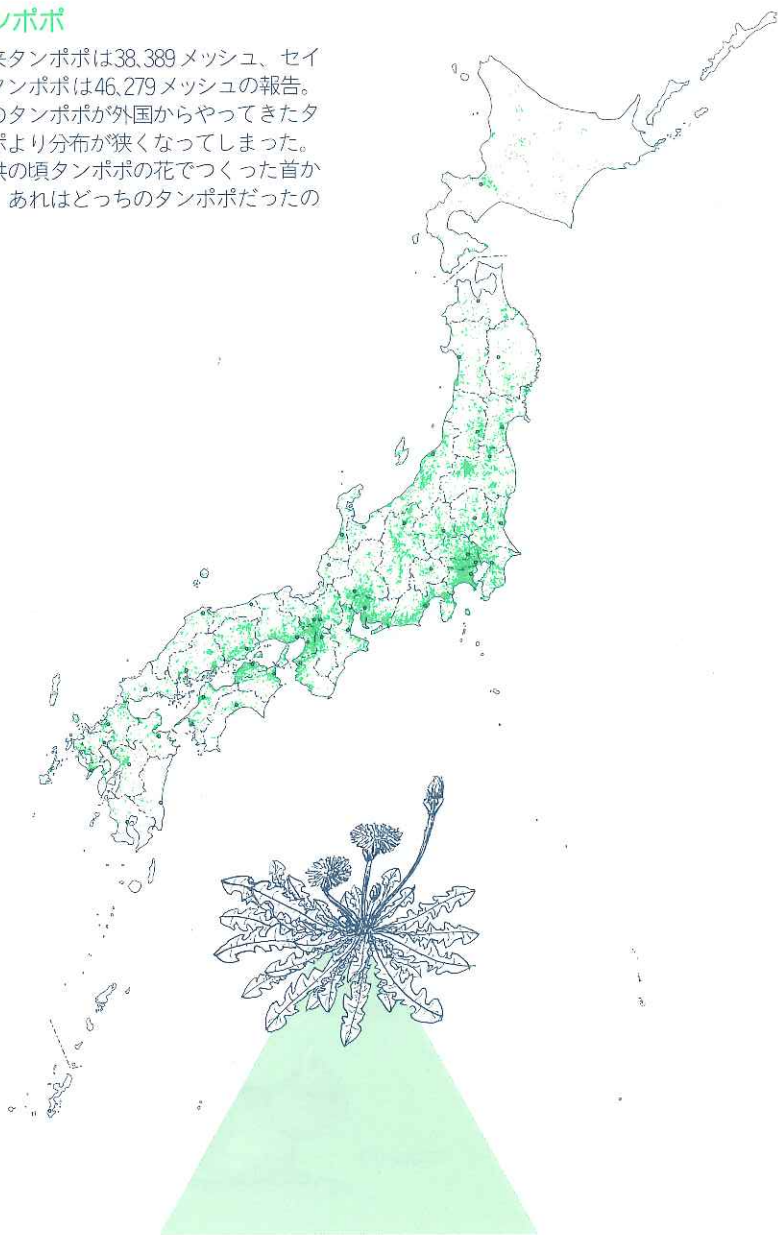 ンポポ
来タンポポは38,389メッシュ、セイ
タンポポは46,279メッシュの報告。
のタンポポが外国からやってきたタ
ポより分布が狭くなってしまった。
供の頃タンポポの花でつくった首か
、あれはどっちのタンポポだったの